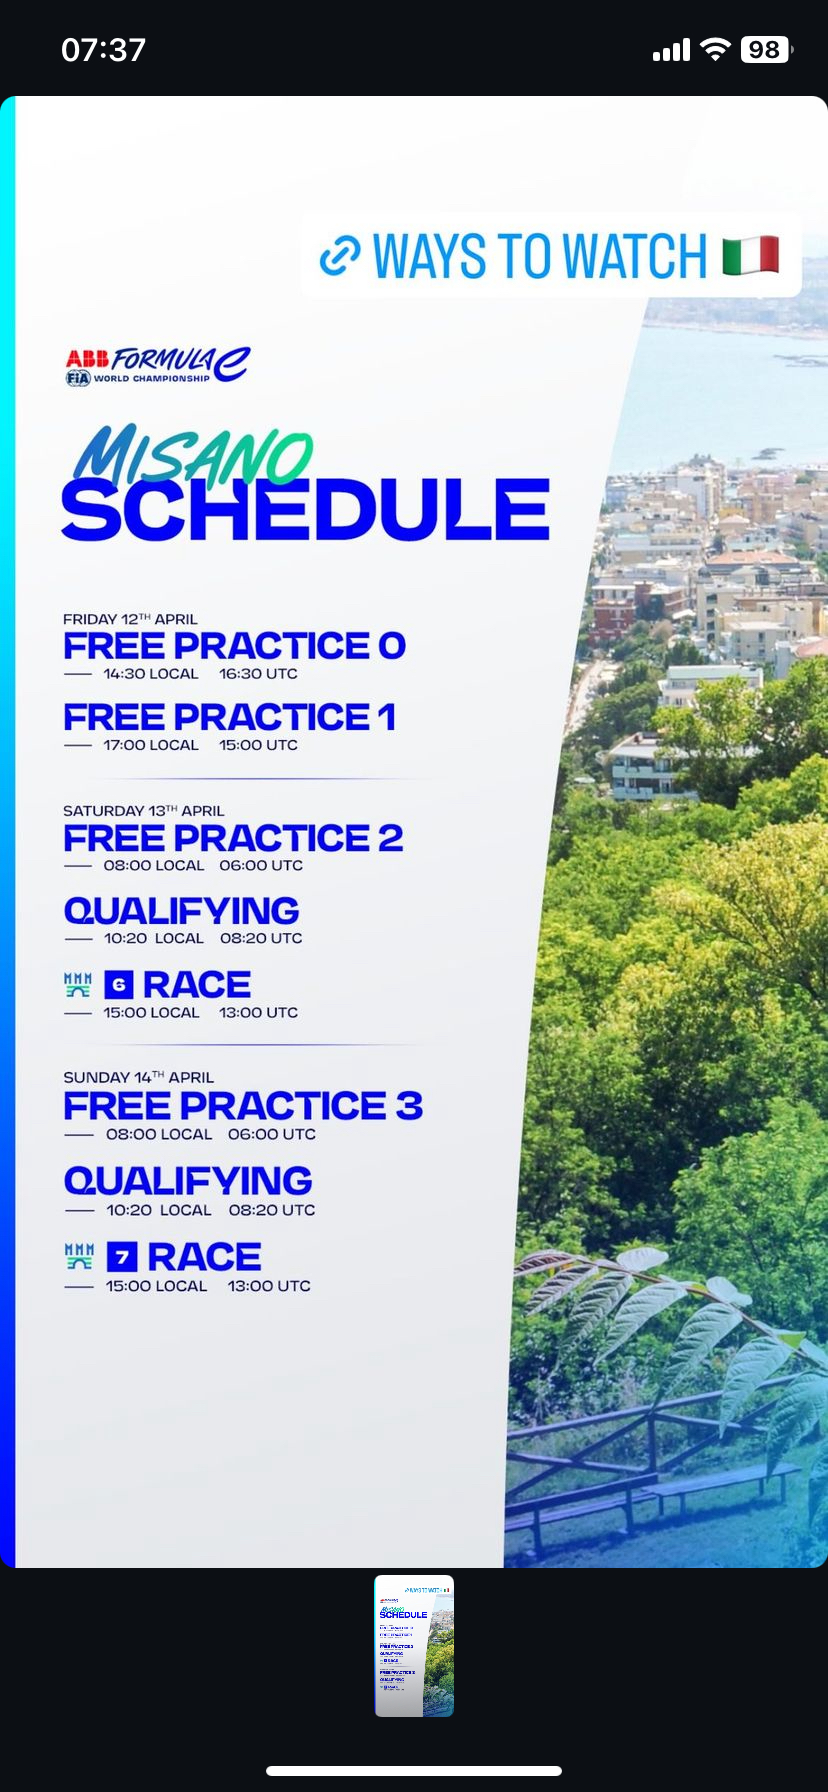 07:37
98
WAYS TO WATCH 🇮🇹
ABB FORMULA E
FIA WORLD CHAMPIONSHIP
MISANO
SCHEDULE
FRIDAY 12TH APRIL
FREE PRACTICE 0
14:30 LOCAL 16:30 UTC
FREE PRACTICE 1
17:00 LOCAL 15:00 UTC
SATURDAY 13TH APRIL
FREE PRACTICE 2
08:00 LOCAL 06:00 UTC
QUALIFYING
10:20 LOCAL 08:20 UTC
6 RACE
15:00 LOCAL 13:00 UTC
SUNDAY 14TH APRIL
FREE PRACTICE 3
08:00 LOCAL 06:00 UTC
QUALIFYING
10:20 LOCAL 08:20 UTC
7 RACE
15:00 LOCAL 13:00 UTC
SCHEDULE